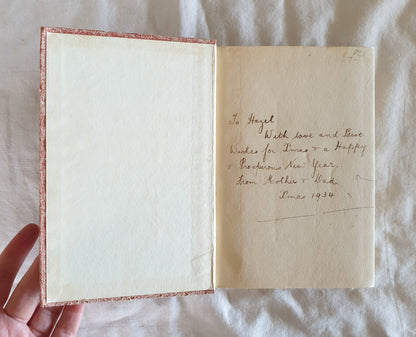 To Hazel
With love and Best
Wishes for Xmas & a Happy
& Prosperous New Year.
From Mother & Dad
Xmas 1934